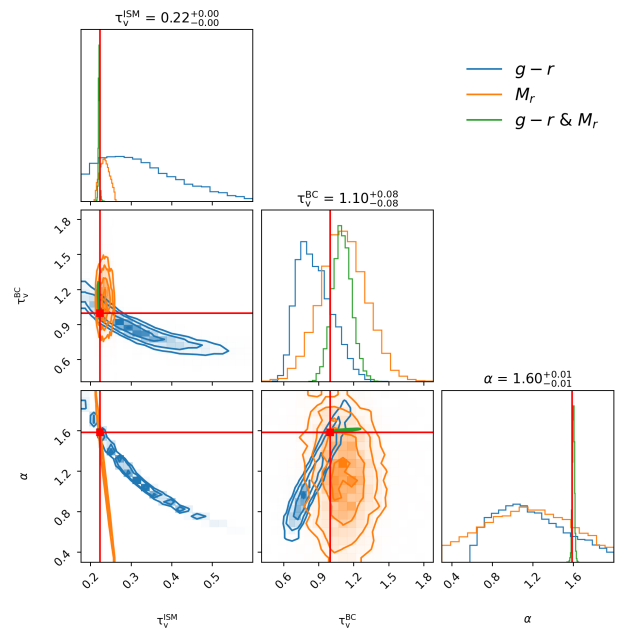 τ_v^ISM = 0.22^{+0.00}_{−0.00}
g − r
M_r
g − r & M_r
τ_v^BC = 1.10^{+0.08}_{−0.08}
1.8
1.5
1.2
0.9
0.6
τ_v^BC
α = 1.60^{+0.01}_{−0.01}
1.6
1.2
0.8
0.4
α
0.2 0.3 0.4 0.5 0.6 0.9 1.2 1.5 1.8 0.4 0.8 1.2 1.6
τ_v^ISM τ_v^BC α